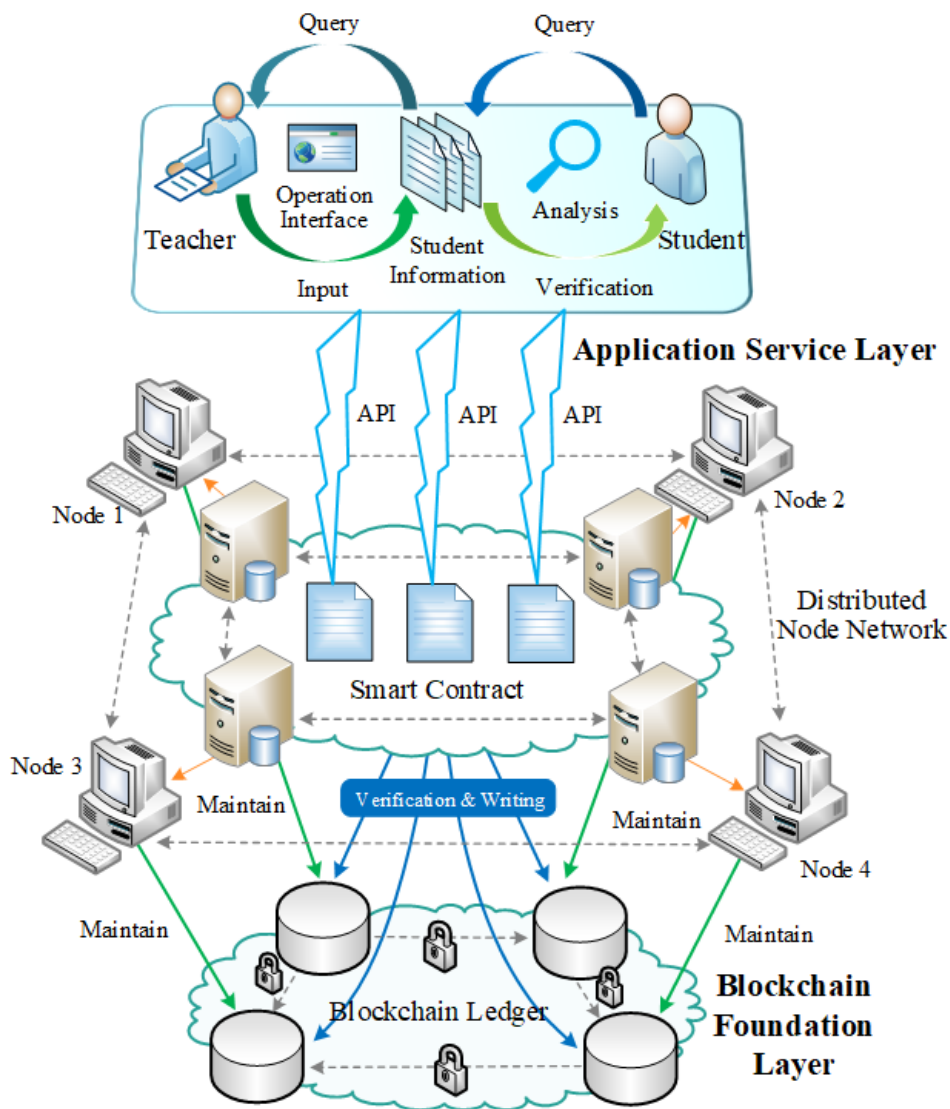 Query
Query
Operation
Interface
Analysis
Teacher
Student
Information
Student
Input
Verification
Application Service Layer
API
API
API
Node 1
Node 2
Distributed
Node Network
Smart Contract
Node 3
Maintain
Verification & Writing
Maintain
Node 4
Maintain
Maintain
Blockchain Ledger
Blockchain
Foundation
Layer